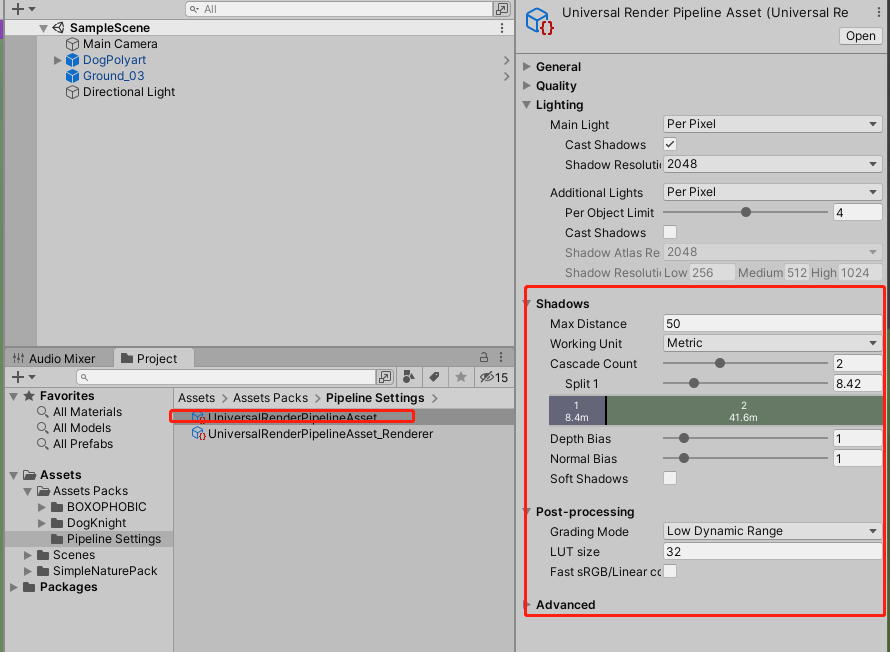 All
SampleScene
Main Camera
DogPolyart
Ground_03
Directional Light
Audio Mixer
Project
15
Favorites
All Materials
All Models
All Prefabs
Assets
Assets Packs
BOXOPHOBIC
DogKnight
Pipeline Settings
Scenes
SimpleNaturePack
Packages
Assets > Assets Packs > Pipeline Settings >
UniversalRenderPipelineAsset
UniversalRenderPipelineAsset_Renderer
Universal Render Pipeline Asset (Universal Re
Open
General
Quality
Lighting
Main Light Per Pixel
Cast Shadows
Shadow Resoluti 2048
Additional Lights Per Pixel
Per Object Limit 4
Cast Shadows
Shadow Atlas Re 2048
Shadow Resoluti Low 256 Medium 512 High 1024
Shadows
Max Distance 50
Working Unit Metric
Cascade Count 2
Split 1 8.42
1 2
8.4m 41.6m
Depth Bias 1
Normal Bias 1
Soft Shadows
Post-processing
Grading Mode Low Dynamic Range
LUT size 32
Fast sRGB/Linear co
Advanced